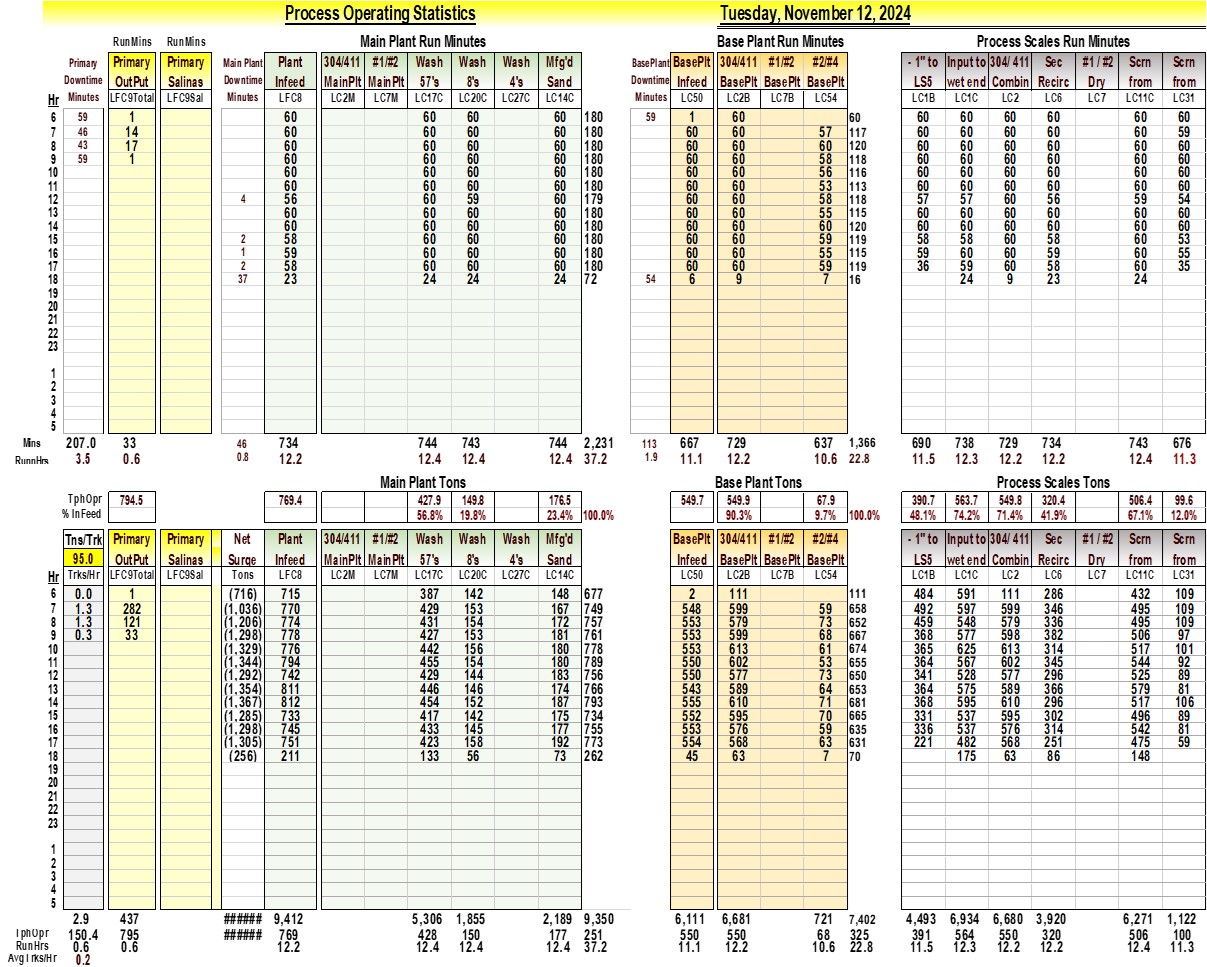 Process Operating Statistics Tuesday, November 12, 2024
RunMins RunMins Main Plant Run Minutes Base Plant Run Minutes Process Scales Run Minutes
Primary Primary Primary Main Plant Plant 304/411 #1/#2 Wash Wash Wash Mfg'd BasePlant BasePlt 304/411 #1/#2 #2/#4 - 1" to Input to 304/ 411 Sec #1 / #2 Scrn Scrn
Downtime OutPut Salinas Downtime Infeed MainPlt MainPlt 57's 8's 4's Sand Downtime Infeed BasePlt BasePlt BasePlt LS5 wet end Combin Recirc Dry from from
Hr Minutes LFC9Total LFC9Sal Minutes LFC8 LC2M LC7M LC17C LC20C LC27C LC14C Minutes LC50 LC2B LC7B LC54 LC1B LC1C LC2 LC6 LC7 LC11C LC31
6 59 1 60 60 60 60 180 59 1 60 60 60 60 60 60 60 60
7 46 14 60 60 60 60 180 60 60 57 117 60 60 60 60 60 59
8 43 17 60 60 60 60 180 60 60 60 120 60 60 60 60 60 60
9 59 1 60 60 60 60 180 60 60 58 118 60 60 60 60 60 60
10 60 60 60 60 180 60 60 56 116 60 60 60 60 60 60
11 60 60 60 60 180 60 60 53 113 60 60 60 60 60 60
12 4 56 60 59 60 179 60 60 58 118 57 57 60 56 59 54
13 60 60 60 60 180 60 60 55 115 60 60 60 60 60 60
14 60 60 60 60 180 60 60 60 120 60 60 60 60 60 60
15 2 58 60 60 60 180 60 60 59 119 58 58 60 58 60 53
16 1 59 60 60 60 180 60 60 55 115 59 60 60 60 60 55
17 2 58 60 60 60 180 60 60 59 119 36 59 60 58 60 35
18 37 23 24 24 24 72 54 6 9 7 16 24 9 23 24
19
20
21
22
23
1
2
3
4
5
Mins 207.0 33 46 734 744 743 744 2,231 113 667 729 637 1,366 690 738 729 734 743 676
RunnHrs 3.5 0.6 0.8 12.2 12.4 12.4 12.4 37.2 1.9 11.1 12.2 10.6 22.8 11.5 12.3 12.2 12.2 12.4 11.3
Main Plant Tons Base Plant Tons Process Scales Tons
TphOpr 794.5 769.4 427.9 149.8 176.5 549.7 549.9 67.9 390.7 563.7 549.8 320.4 506.4 99.6
% InFeed 56.8% 19.8% 23.4% 100.0% 90.3% 9.7% 100.0% 48.1% 74.2% 71.4% 41.9% 67.1% 12.0%
Tns/Trk Primary Primary Net Plant 304/411 #1/#2 Wash Wash Wash Mfg'd BasePlt 304/411 #1/#2 #2/#4 - 1" to Input to 304/ 411 Sec #1 / #2 Scrn Scrn
95.0 OutPut Salinas Surge Infeed MainPlt MainPlt 57's 8's 4's Sand Infeed BasePlt BasePlt BasePlt LS5 wet end Combin Recirc Dry from from
Hr Trks/Hr LFC9Total LFC9Sal Tons LFC8 LC2M LC7M LC17C LC20C LC27C LC14C LC50 LC2B LC7B LC54 LC1B LC1C LC2 LC6 LC7 LC11C LC31
6 0.0 1 (716) 715 387 142 148 677 2 111 111 484 591 111 286 432 109
7 1.3 282 (1,036) 770 429 153 167 749 548 599 59 658 492 597 599 346 495 109
8 1.3 121 (1,206) 774 431 154 172 757 553 579 73 652 459 548 579 336 495 109
9 0.3 33 (1,298) 778 427 153 181 761 553 599 68 667 368 577 598 382 506 97
10 (1,329) 776 442 156 180 778 553 613 61 674 365 625 613 314 517 101
11 (1,344) 794 455 154 180 789 550 602 53 655 364 567 602 345 544 92
12 (1,292) 742 429 144 183 756 550 577 73 650 341 528 577 296 525 89
13 (1,354) 811 446 146 174 766 543 589 64 653 364 575 589 366 579 81
14 (1,367) 812 454 152 187 793 555 610 71 681 368 595 610 296 517 106
15 (1,285) 733 417 142 175 734 552 595 70 665 331 537 595 302 496 89
16 (1,298) 745 433 145 177 755 553 576 59 635 336 537 576 314 542 81
17 (1,305) 751 423 158 192 773 554 568 63 631 221 482 568 251 475 59
18 (256) 211 133 56 73 262 45 63 7 70 175 63 86 148
19
20
21
22
23
1
2
3
4
5
2.9 437 ###### 9,412 5,306 1,855 2,189 9,350 6,111 6,681 721 7,402 4,493 6,934 6,680 3,920 6,271 1,122
TphOpr 150.4 795 ###### 769 428 150 177 251 550 550 68 325 391 564 550 320 506 100
RunHrs 0.6 0.6 12.2 12.4 12.4 12.4 37.2 11.1 12.2 10.6 22.8 11.5 12.3 12.2 12.2 12.4 11.3
AvgTrks/Hr 0.2